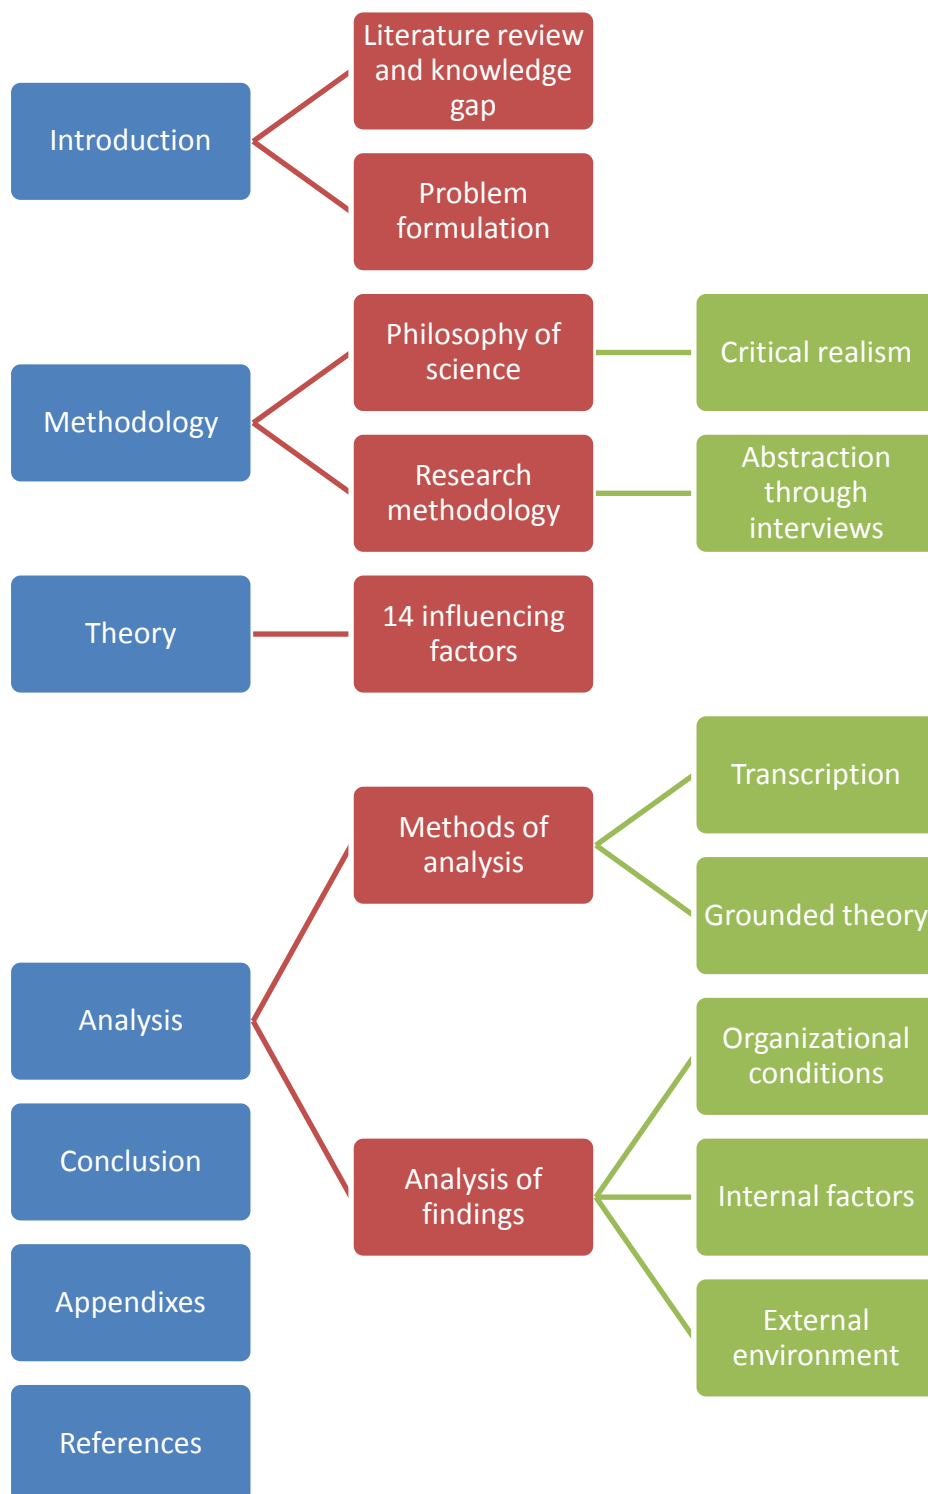 Introduction
Literature review
and knowledge
gap
Problem
formulation
Methodology
Philosophy of
science
Critical realism
Research
methodology
Abstraction
through
interviews
Theory
14 influencing
factors
Analysis
Methods of
analysis
Transcription
Grounded theory
Analysis of
findings
Organizational
conditions
Internal factors
External
environment
Conclusion
Appendixes
References